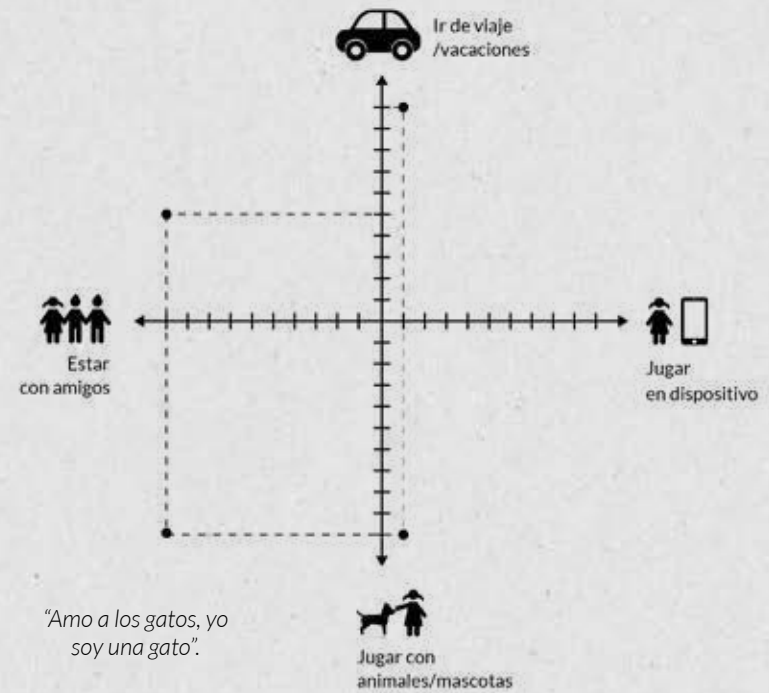 Ir de viaje
/vacaciones
Estar
con amigos
Jugar
en dispositivo
“Amo a los gatos, yo
soy una gato”.
Jugar con
animales/mascotas